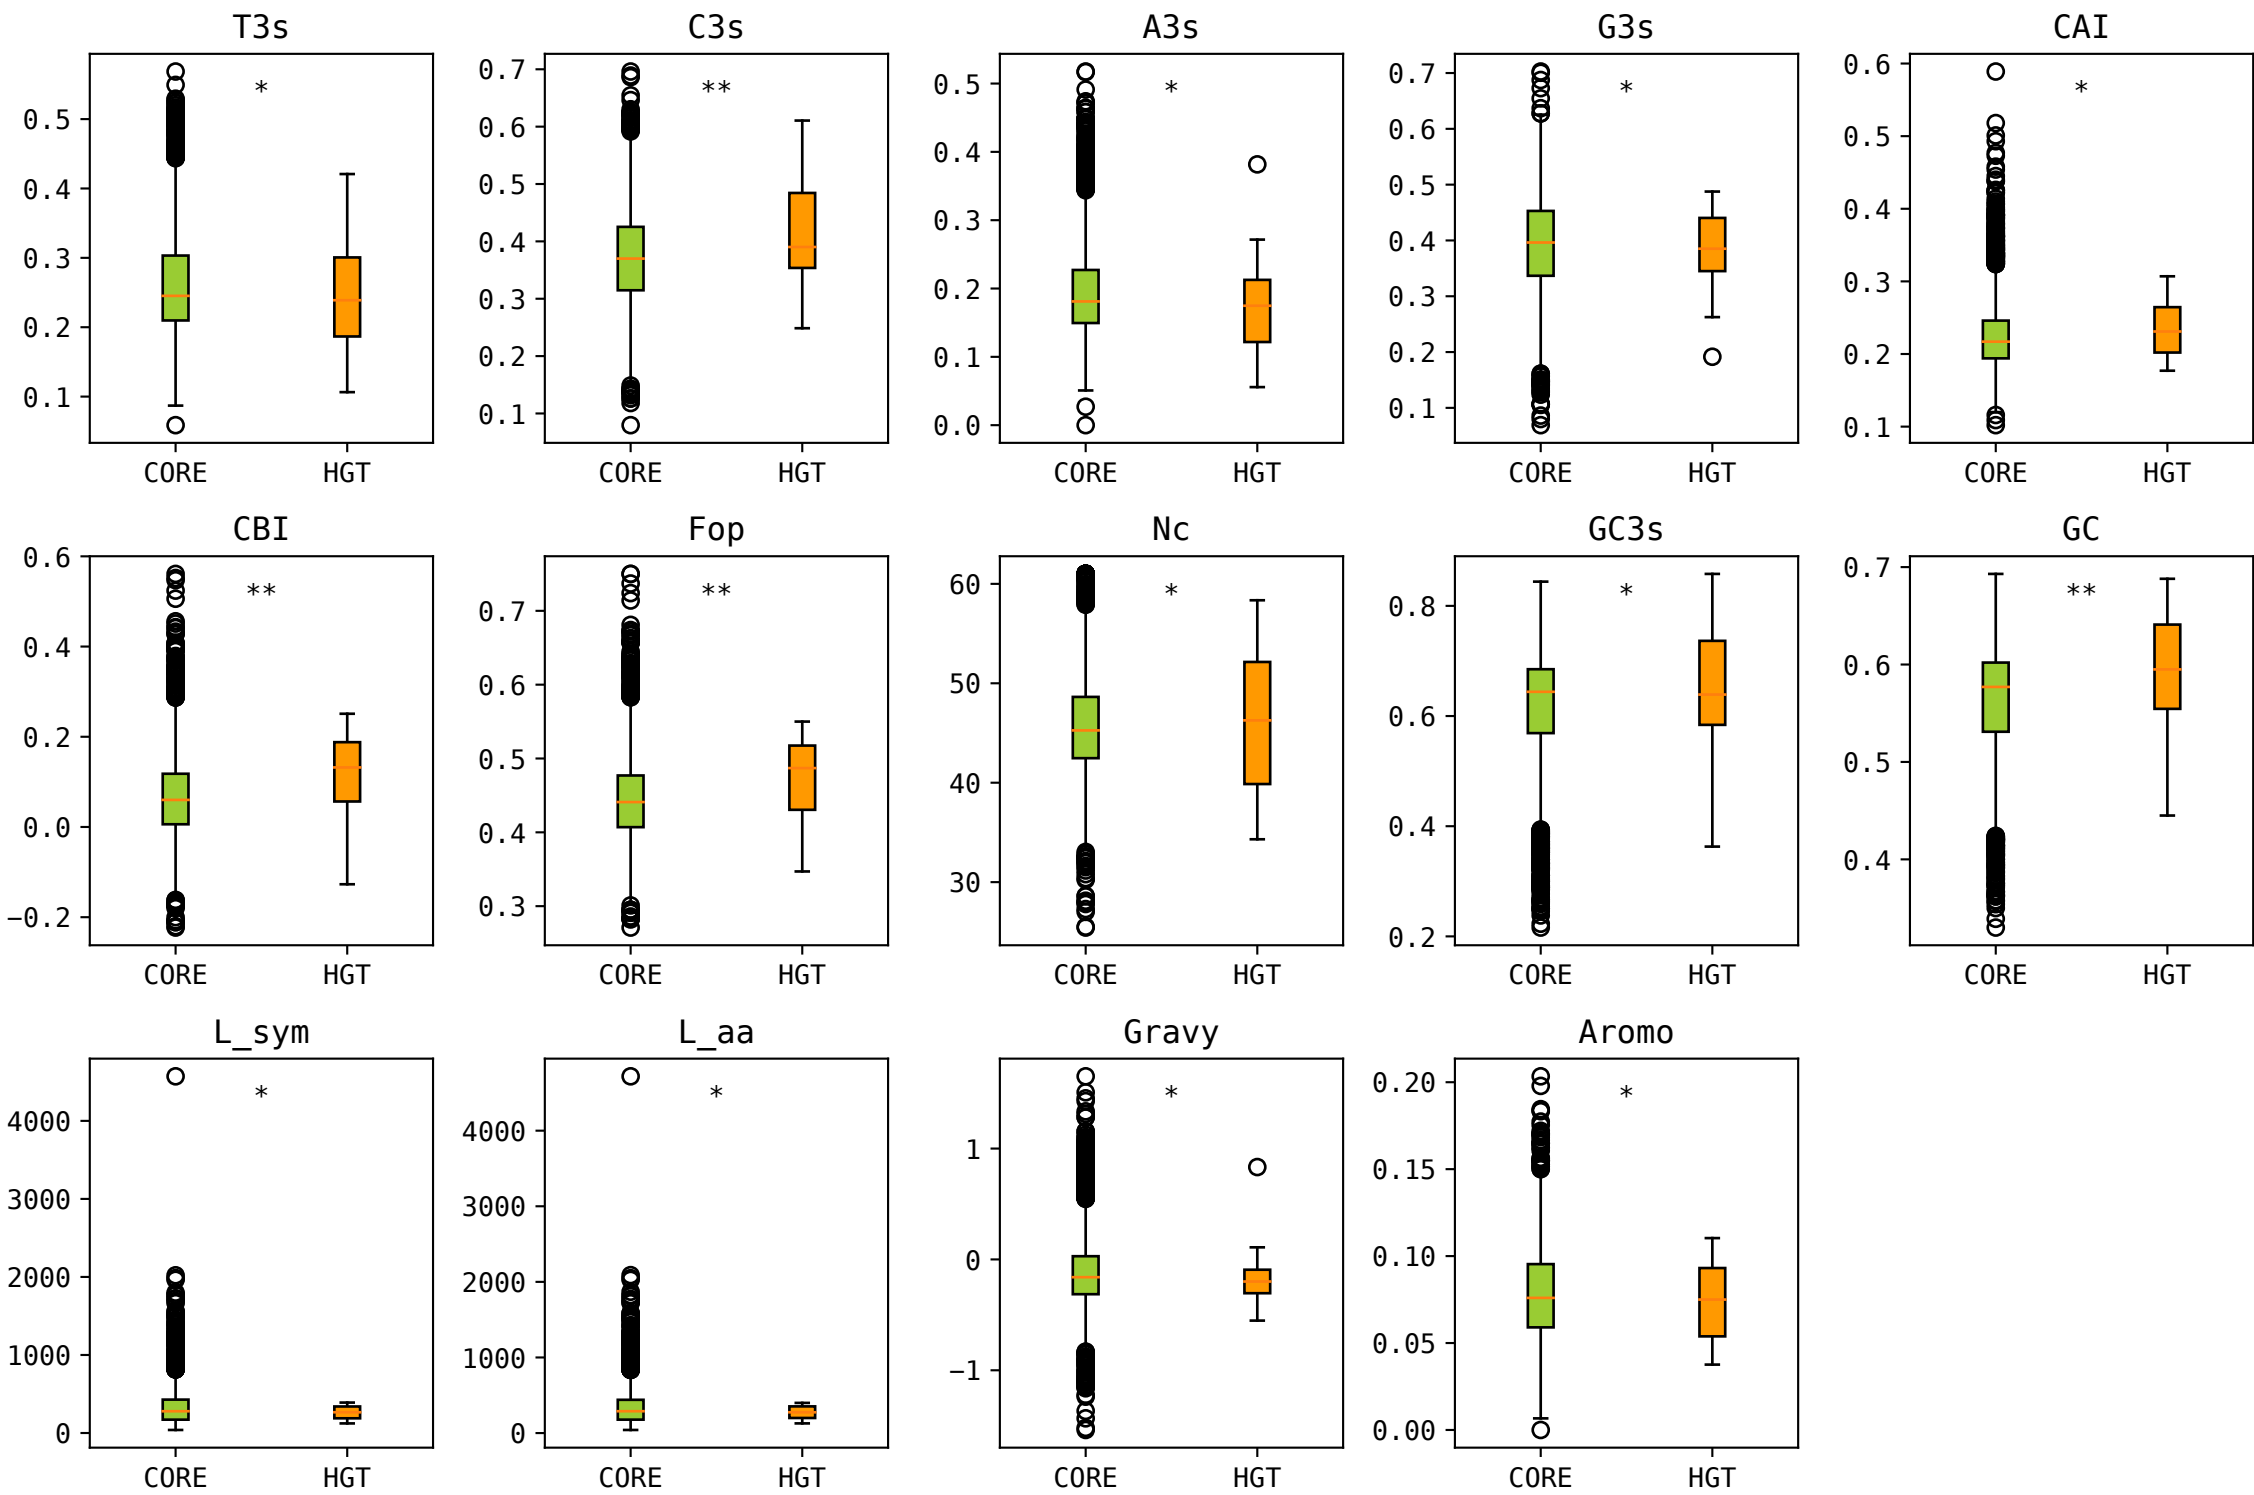 T3s
C3s
A3s
G3s
CAI
0.5
0.4
0.3
0.2
0.1
*
CORE
HGT
0.7
0.6
0.5
0.4
0.3
0.2
0.1
**
CORE
HGT
0.5
0.4
0.3
0.2
0.1
0.0
*
CORE
HGT
0.7
0.6
0.5
0.4
0.3
0.2
0.1
*
CORE
HGT
0.6
0.5
0.4
0.3
0.2
0.1
*
CORE
HGT
CBI
Fop
Nc
GC3s
GC
0.6
0.4
0.2
0.0
−0.2
**
CORE
HGT
0.7
0.6
0.5
0.4
0.3
**
CORE
HGT
60
50
40
30
*
CORE
HGT
0.8
0.6
0.4
0.2
*
CORE
HGT
0.7
0.6
0.5
0.4
**
CORE
HGT
L_sym
L_aa
Gravy
Aromo
4000
3000
2000
1000
0
*
CORE
HGT
4000
3000
2000
1000
0
*
CORE
HGT
1
0
−1
*
CORE
HGT
0.20
0.15
0.10
0.05
0.00
*
CORE
HGT